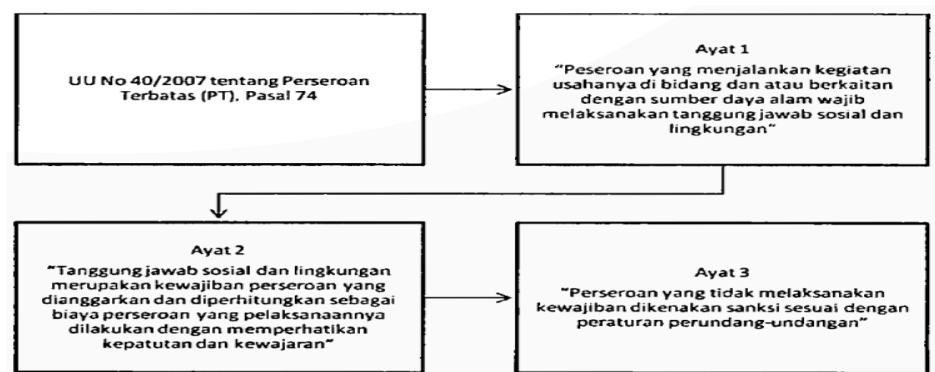 UU No 40/2007 tentang Perseroan
Terbatas (PT), Pasal 74
Ayat 1
"Peseroan yang menjalankan kegiatan
usahanya di bidang dan atau berkaitan
dengan sumber daya alam wajib
melaksanakan tanggung jawab sosial dan
lingkungan"
Ayat 2
"Tanggung jawab sosial dan lingkungan
merupakan kewajiban perseroan yang
dianggarkan dan diperhitungkan sebagai
biaya perseroan yang pelaksanaannya
dilakukan dengan memperhatikan
kepatutan dan kewajaran"
Ayat 3
"Perseroan yang tidak melaksanakan
kewajiban dikenakan sanksi sesuai dengan
peraturan perundang-undangan"